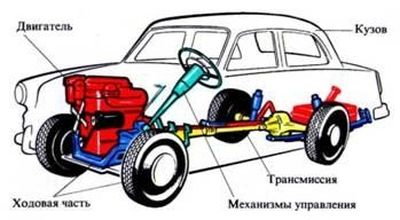 Двигатель
Кузов
Трансмиссия
Ходовая часть
Механизмы управления